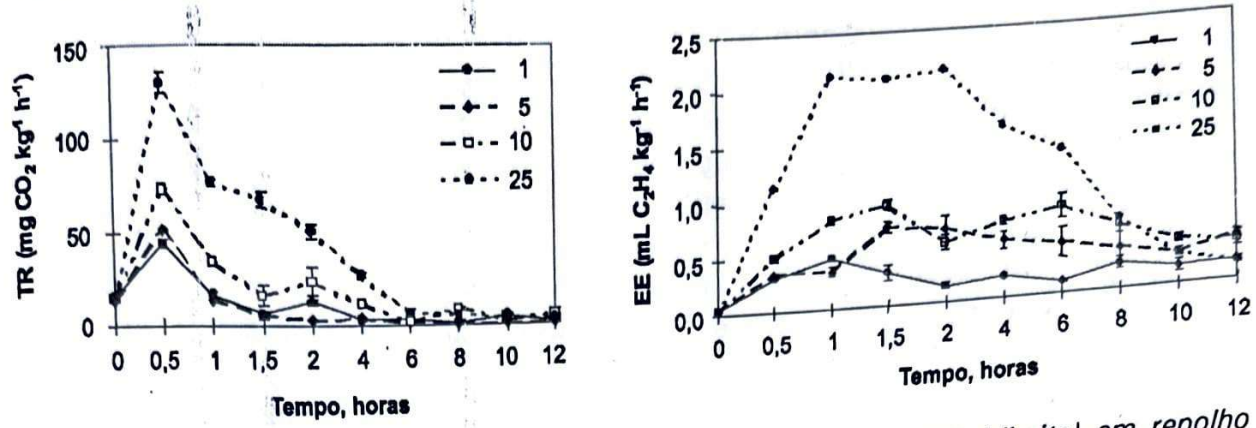 150
100
50
0
TR (mg CO₂ kg⁻¹ h⁻¹)
1
5
10
25
0 0,5 1 1,5 2 4 6 8 10 12
Tempo, horas
2,5
2,0
1,5
1,0
0,5
0,0
EE (mL C₂H₄ kg⁻¹ h⁻¹)
1
5
10
25
0 0,5 1 1,5 2 4 6 8 10 12
Tempo, horas
em repolho